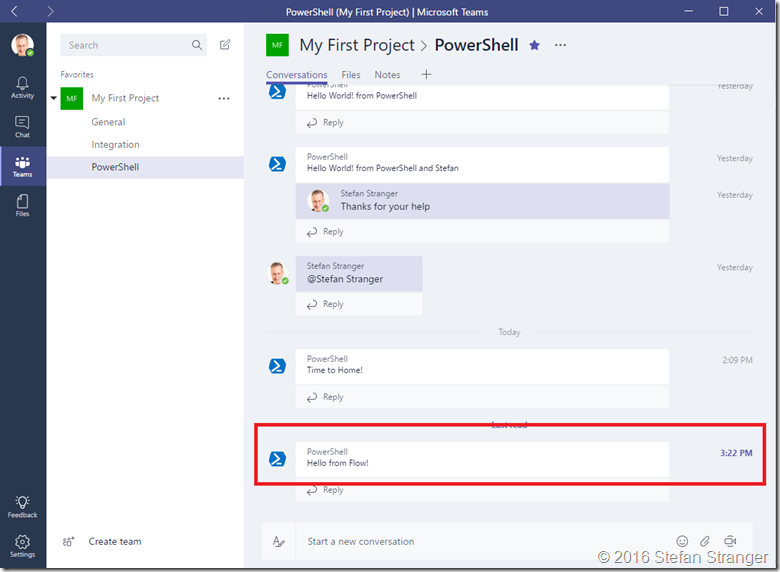 PowerShell (My First Project) | Microsoft Teams
Search
Activity
Chat
Teams
Files
Feedback
Settings
Favorites
MF My First Project ...
General
Integration
PowerShell
Create team
MF My First Project > PowerShell ...
Conversations Files Notes +
PowerShell Yesterday
Hello World! from PowerShell
Reply
PowerShell Yesterday
Hello World! from PowerShell and Stefan
Stefan Stranger Yesterday
Thanks for your help
Reply
Stefan Stranger Yesterday
@Stefan Stranger
Reply
Today
PowerShell 2:09 PM
Time to Home!
Reply
Last read
PowerShell 3:22 PM
Hello from Flow!
Reply
Start a new conversation
© 2016 Stefan Stranger